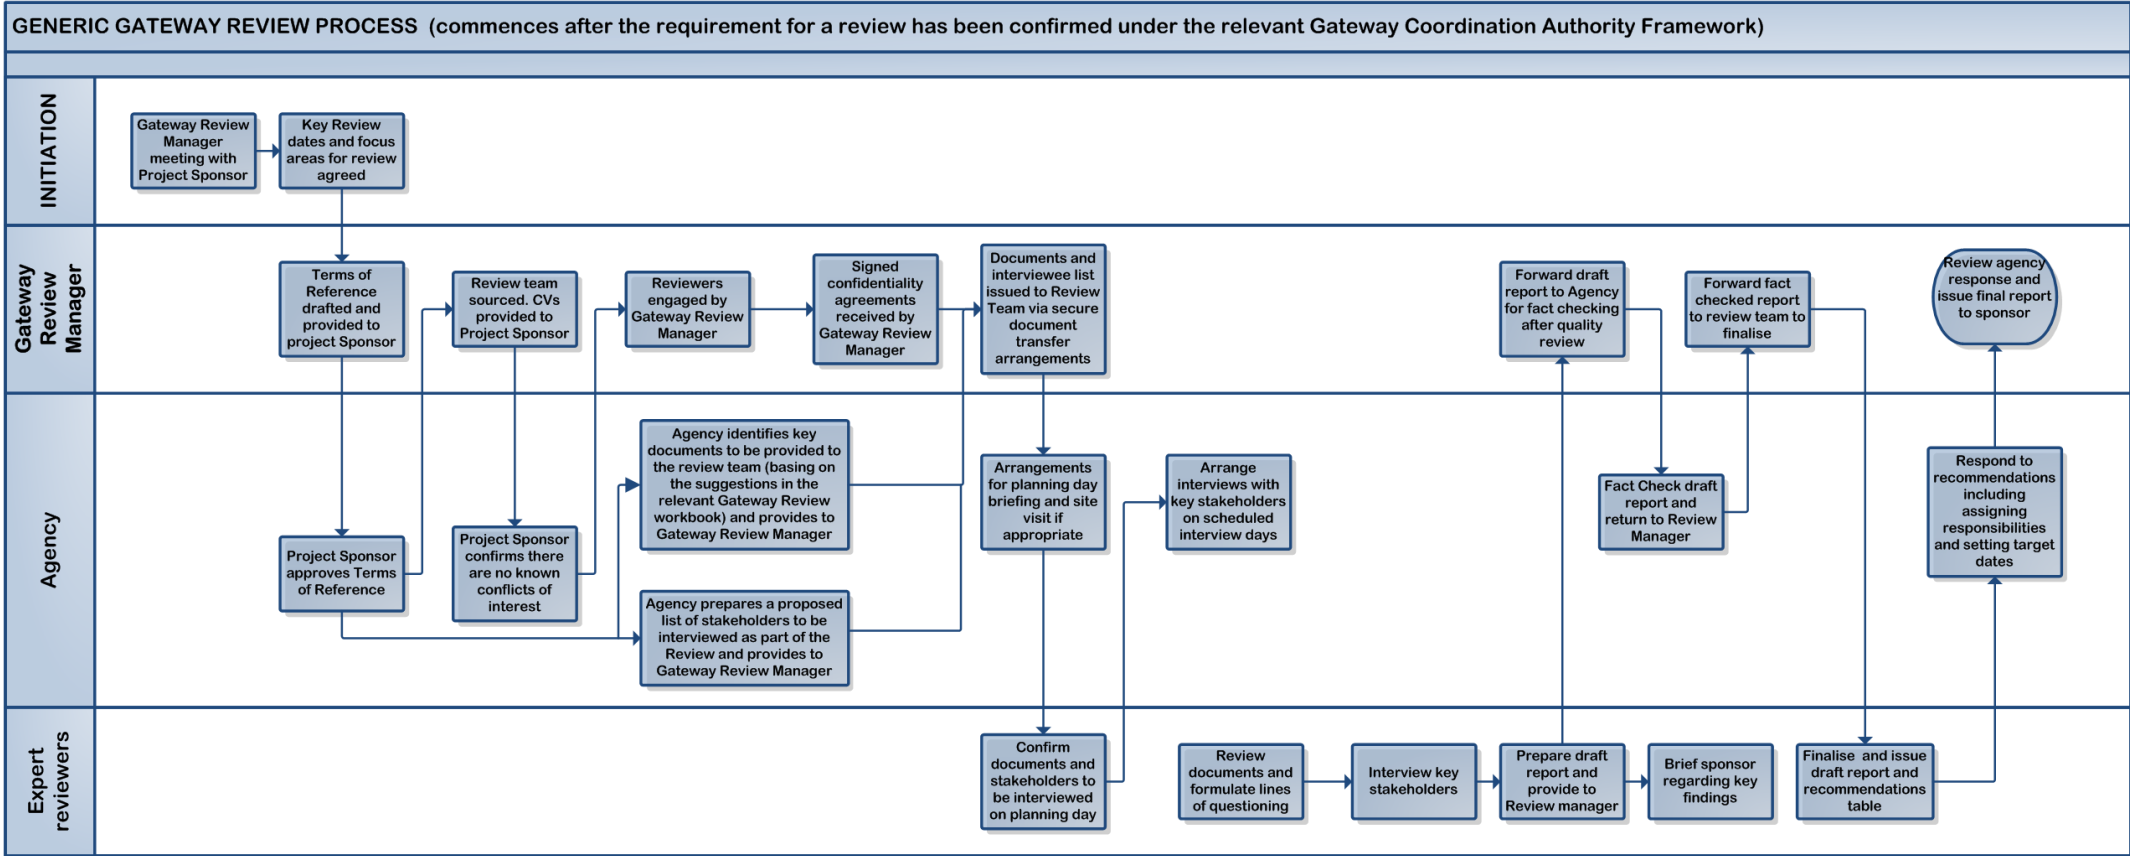 GENERIC GATEWAY REVIEW PROCESS (commences after the requirement for a review has been confirmed under the relevant Gateway Coordination Authority Framework)
INITIATION
Gateway Review
Manager
meeting with
Project Sponsor
Key Review
dates and focus
areas for review
agreed
Gateway
Review
Manager
Terms of
Reference
drafted and
provided to
project Sponsor
Review team
sourced. CVs
provided to
Project Sponsor
Reviewers
engaged by
Gateway Review
Manager
Signed
confidentiality
agreements
received by
Gateway Review
Manager
Documents and
interviewee list
issued to Review
Team via secure
document
transfer
arrangements
Forward draft
report to Agency
for fact checking
after quality
review
Forward fact
checked report
to review team to
finalise
Review agency
response and
issue final report
to sponsor
Agency
Project Sponsor
approves Terms
of Reference
Project Sponsor
confirms there
are no known
conflicts of
interest
Agency identifies key
documents to be provided to
the review team (basing on
the suggestions in the
relevant Gateway Review
workbook) and provides to
Gateway Review Manager
Agency prepares a proposed
list of stakeholders to be
interviewed as part of the
Review and provides to
Gateway Review Manager
Arrangements
for planning day
briefing and site
visit if
appropriate
Arrange
interviews with
key stakeholders
on scheduled
interview days
Fact Check draft
report and
return to Review
Manager
Respond to
recommendations
including
assigning
responsibilities
and setting target
dates
Expert
reviewers
Confirm
documents and
stakeholders to
be interviewed
on planning day
Review
documents and
formulate lines
of questioning
Interview key
stakeholders
Prepare draft
report and
provide to
Review manager
Brief sponsor
regarding key
findings
Finalise and issue
draft report and
recommendations
table